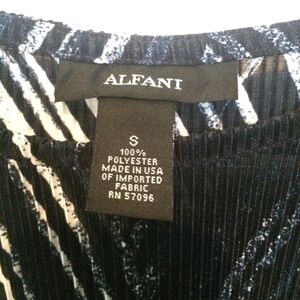 ALFANI
S
100%
POLYESTER
MADE IN USA
OF IMPORTED
FABRIC
RN 57096